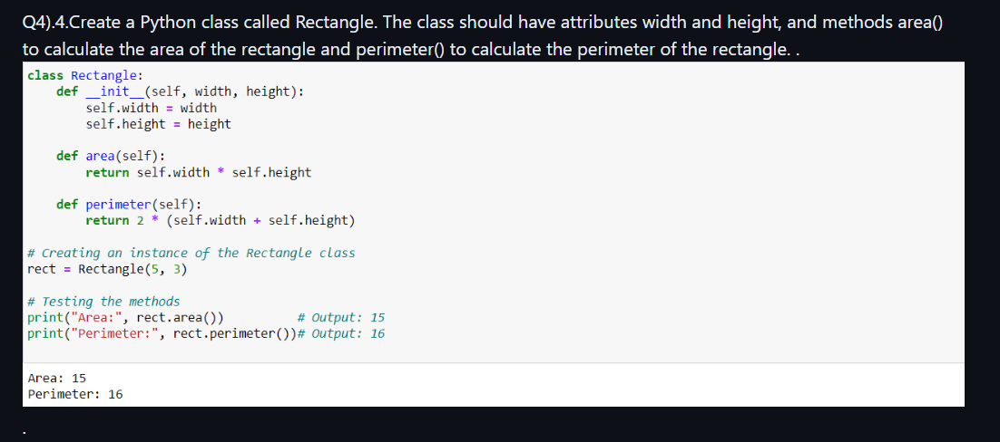 Q4).4.Create a Python class called Rectangle. The class should have attributes width and height, and methods area()
to calculate the area of the rectangle and perimeter() to calculate the perimeter of the rectangle. .
class Rectangle:
    def __init__(self, width, height):
        self.width = width
        self.height = height

    def area(self):
        return self.width * self.height

    def perimeter(self):
        return 2 * (self.width + self.height)

# Creating an instance of the Rectangle class
rect = Rectangle(5, 3)

# Testing the methods
print("Area:", rect.area())          # Output: 15
print("Perimeter:", rect.perimeter())# Output: 16

Area: 15
Perimeter: 16
.